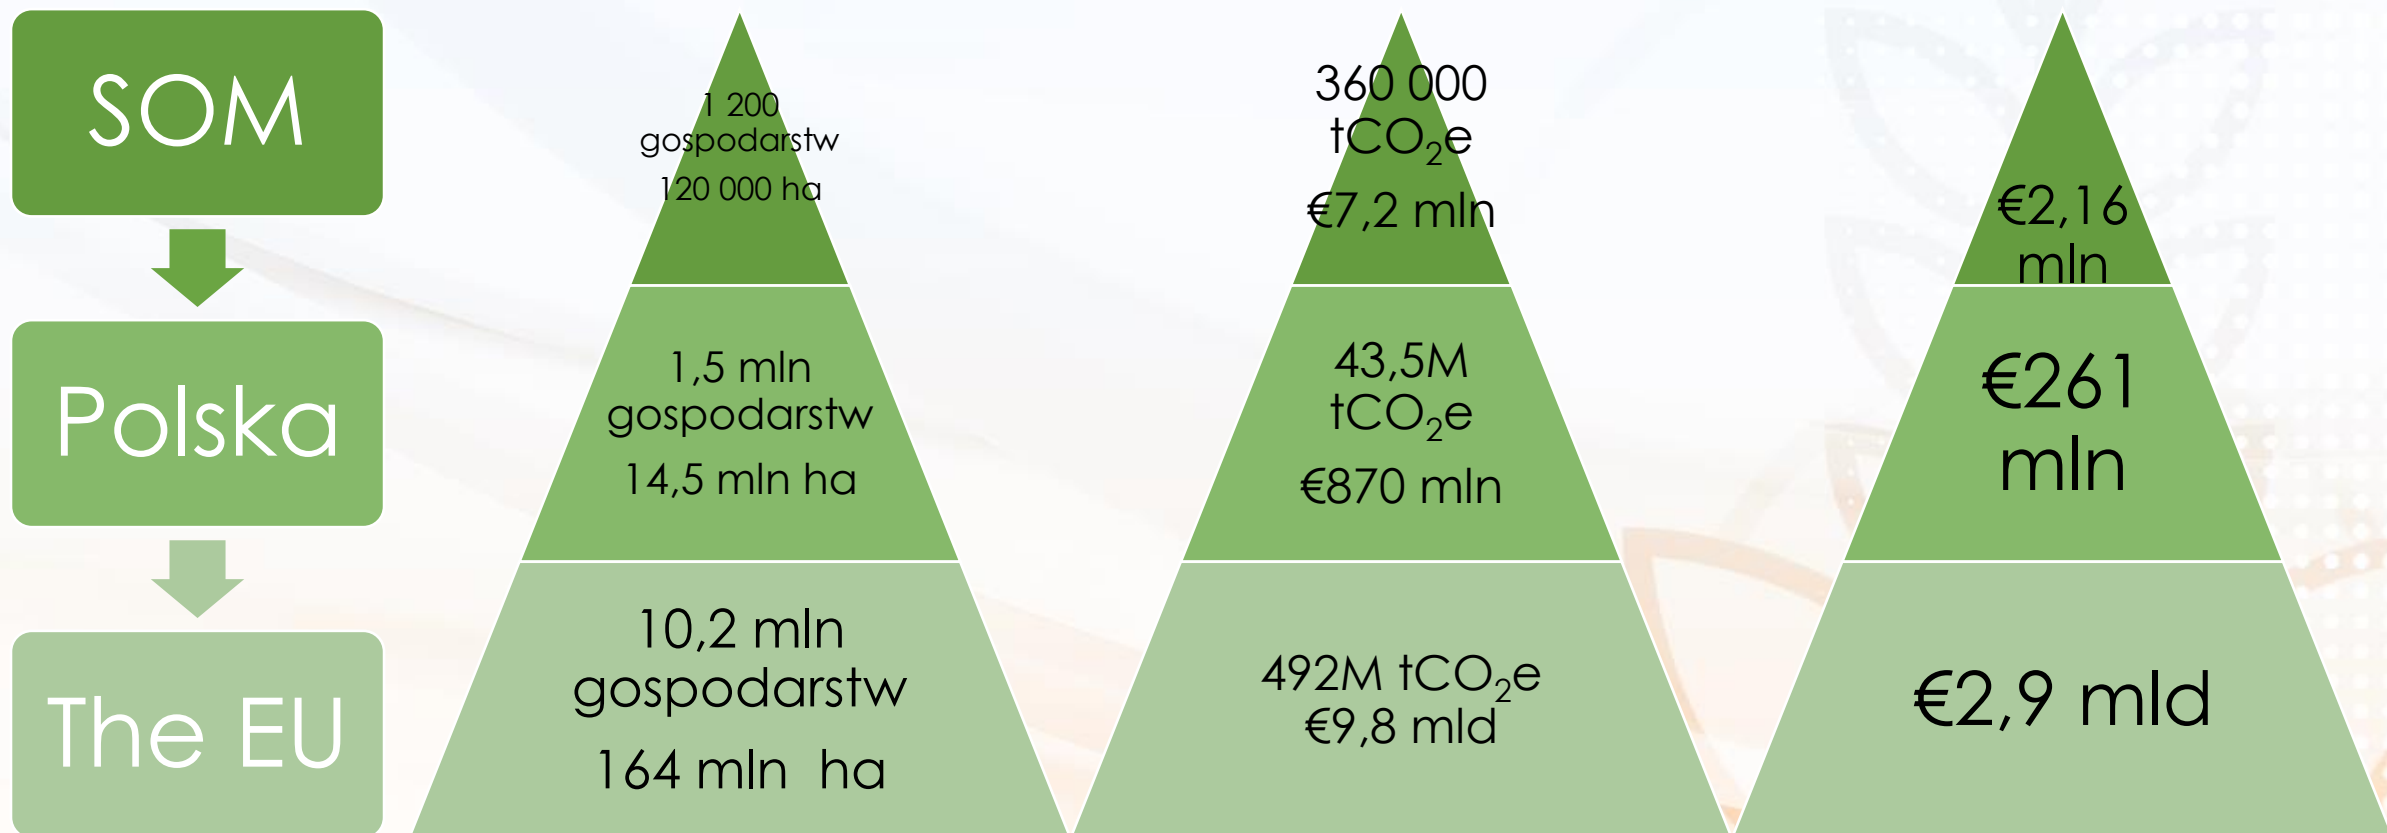 SOM
1 200
gospodarstw
120 000 ha
360 000
tCO₂e
€7,2 mln
€2,16
mln
Polska
1,5 mln
gospodarstw
14,5 mln ha
43,5M
tCO₂e
€870 mln
€261
mln
The EU
10,2 mln
gospodarstw
164 mln ha
492M tCO₂e
€9,8 mld
€2,9 mld